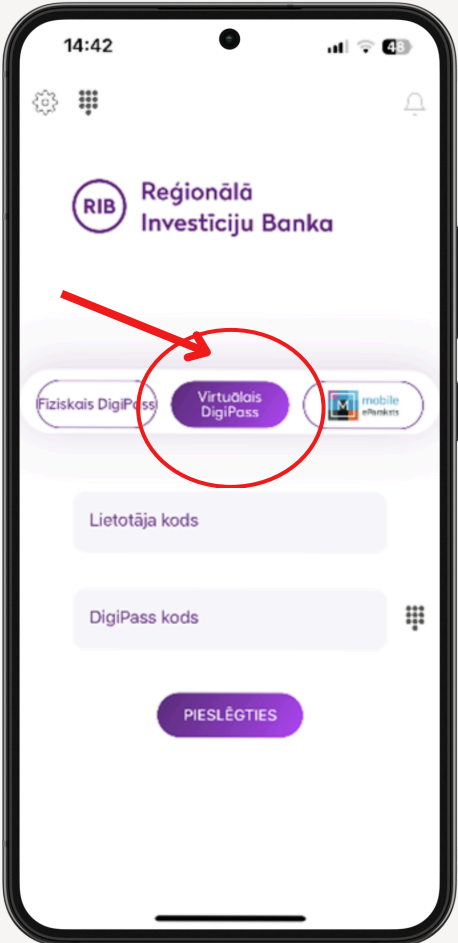 14:42
48
RIB
Reģionālā
Investīciju Banka
Fiziskais DigiPass
Virtuālais
DigiPass
M mobile
eParaksts
Lietotāja kods
DigiPass kods
PIESLĒGTIES